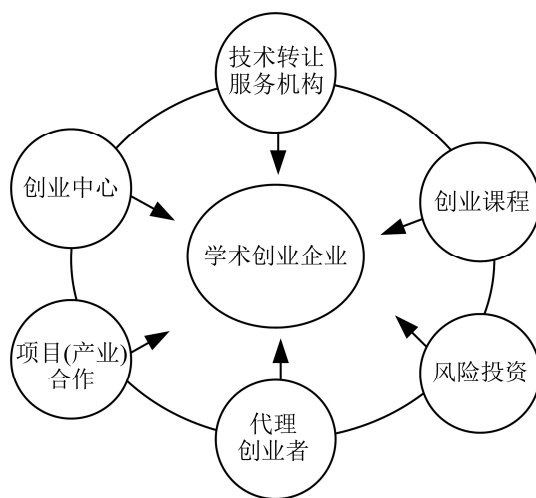 技术转让
服务机构
创业中心
创业课程
学术创业企业
项目(产业)
合作
风险投资
代理
创业者